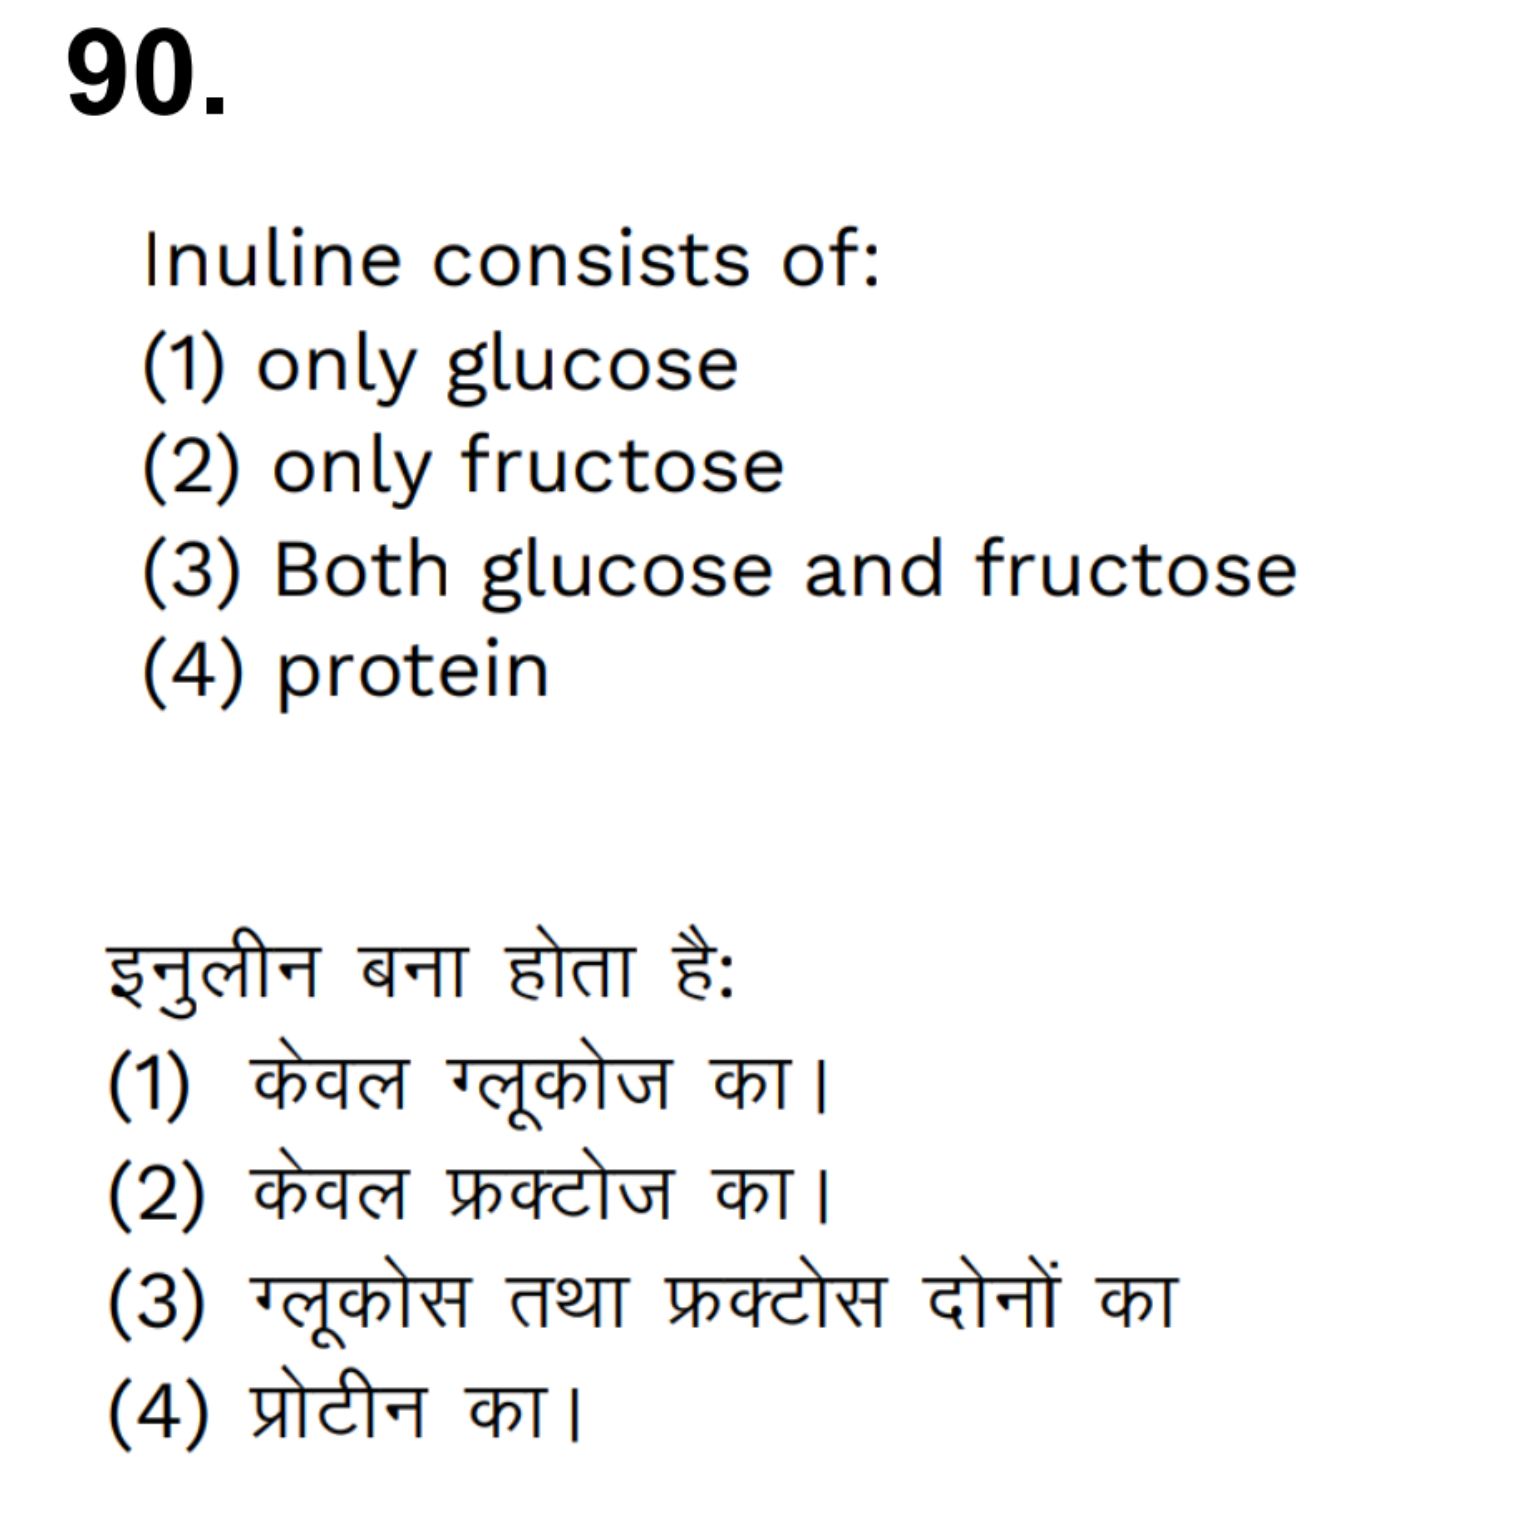 90.
Inuline consists of:
(1) only glucose
(2) only fructose
(3) Both glucose and fructose
(4) protein
इनुलीन बना होता है:
(1) केवल ग्लूकोज का।
(2) केवल फ्रक्टोज का।
(3) ग्लूकोस तथा फ्रक्टोस दोनों का
(4) प्रोटीन का।